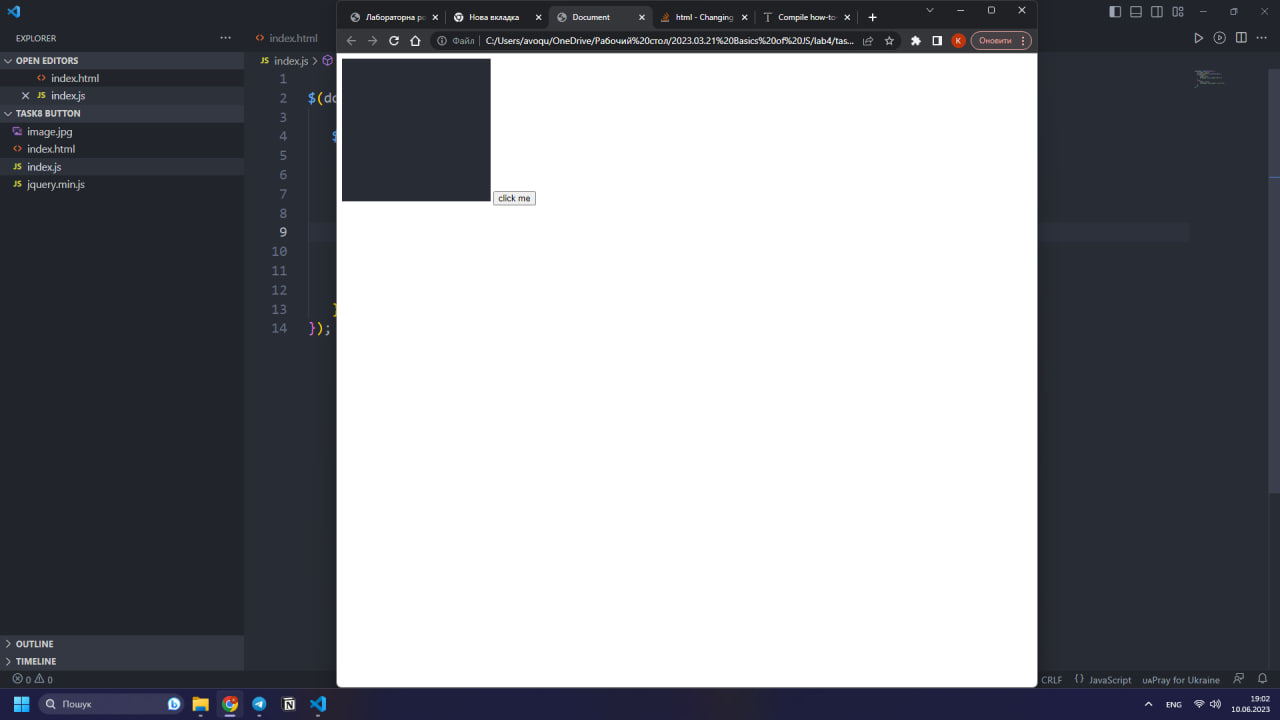 Лабораторна ро
Нова вкладка
Document
html - Changing
Compile how-to
Файл
C:/Users/avoqu/OneDrive/Рабочий%20стол/2023.03.21%20Basics%20of%20JS/lab4/tas...
K
Оновити
EXPLORER
index.html
OPEN EDITORS
JS index.js
index.html
JS index.js
TASK8 BUTTON
image.jpg
index.html
JS index.js
JS jquery.min.js
1
2 $(do
3
4 $
5
6
7
8
9
10
11
12
13 }
14 });
click me
OUTLINE
TIMELINE
0 0
CRLF
{} JavaScript
uAPray for Ukraine
Пошук
ENG
19:02
10.06.2023